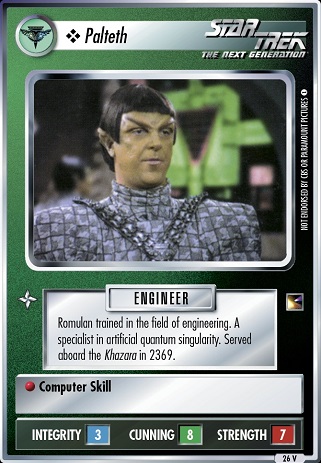 ❖ Palteth
STAR TREK
THE NEXT GENERATION
NOT ENDORSED BY CBS OR PARAMOUNT PICTURES
ENGINEER
Romulan trained in the field of engineering. A
specialist in artificial quantum singularity. Served
aboard the Khazara in 2369.
Computer Skill
INTEGRITY 3 CUNNING 8 STRENGTH 7
26 V